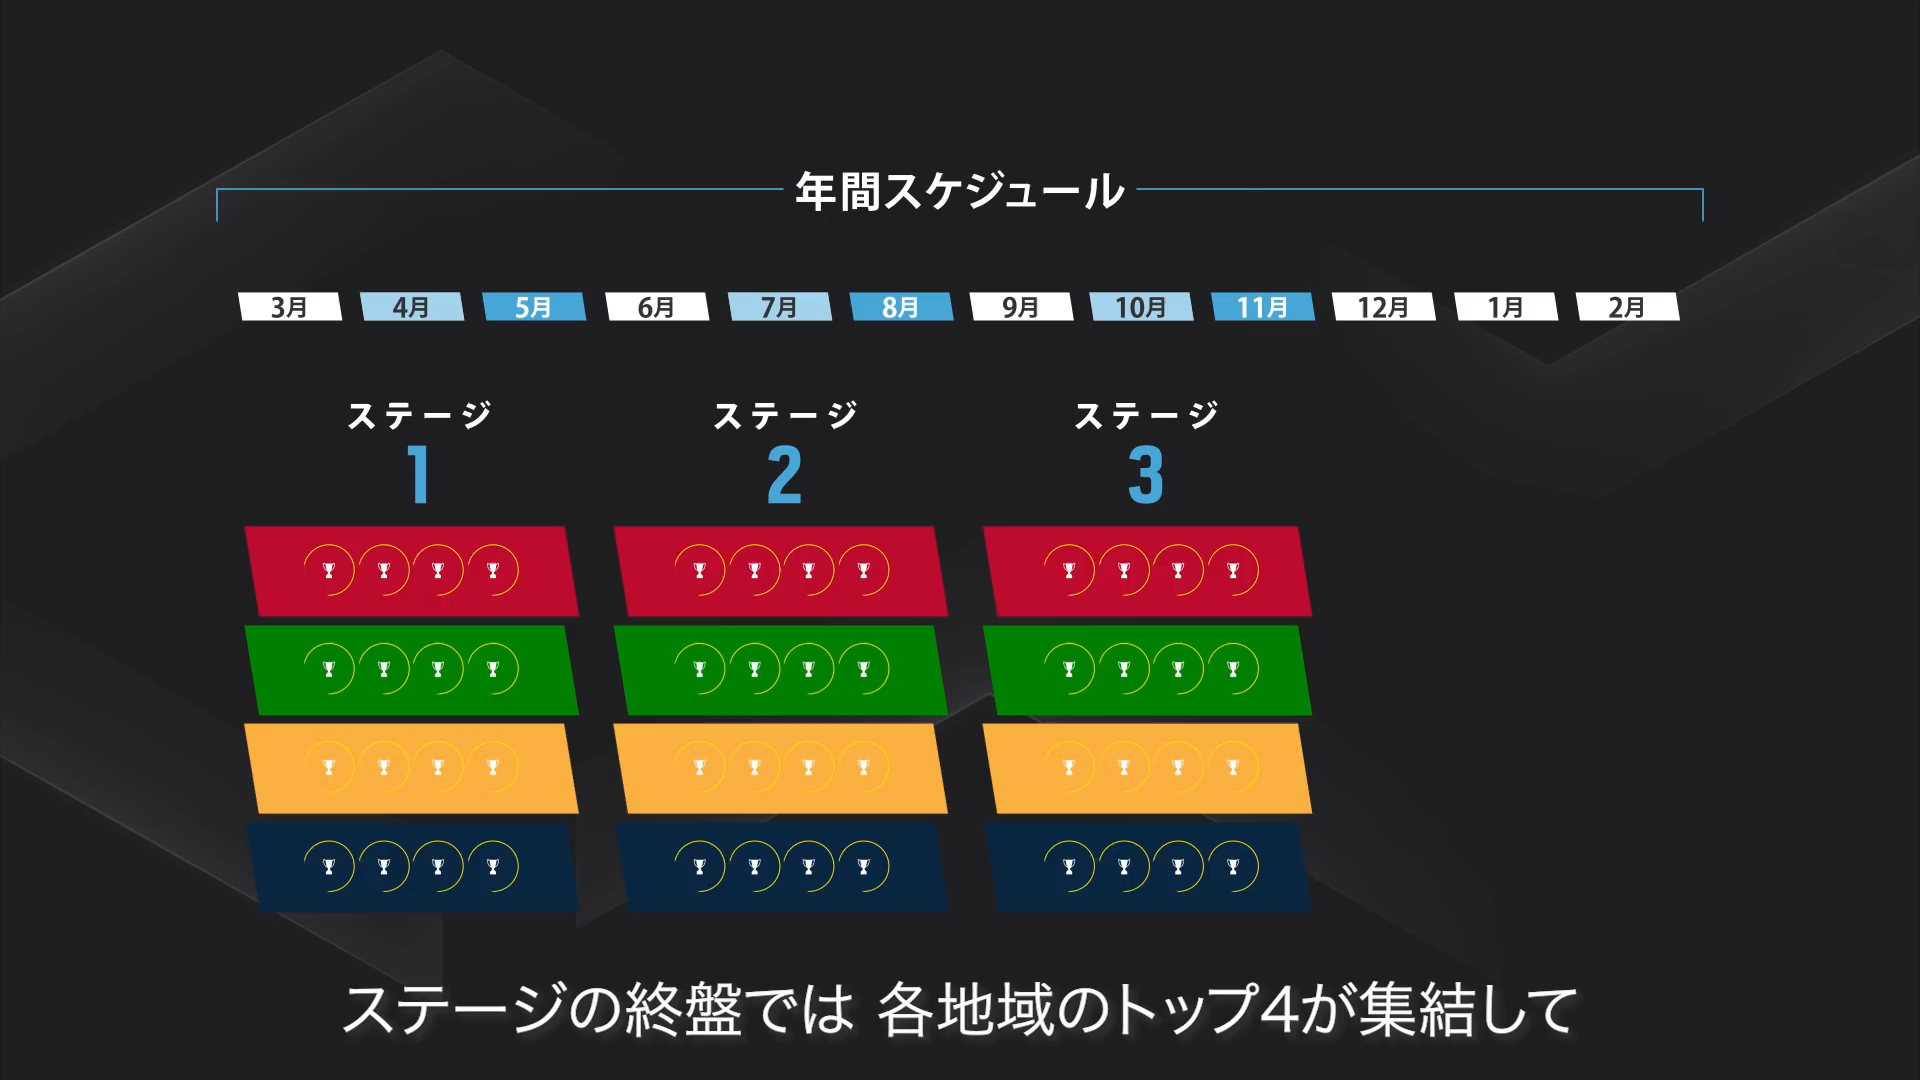 年間スケジュール
3月 4月 5月 6月 7月 8月 9月 10月 11月 12月 1月 2月
ステージ ステージ ステージ
1 2 3
ステージの終盤では 各地域のトップ4が集結して